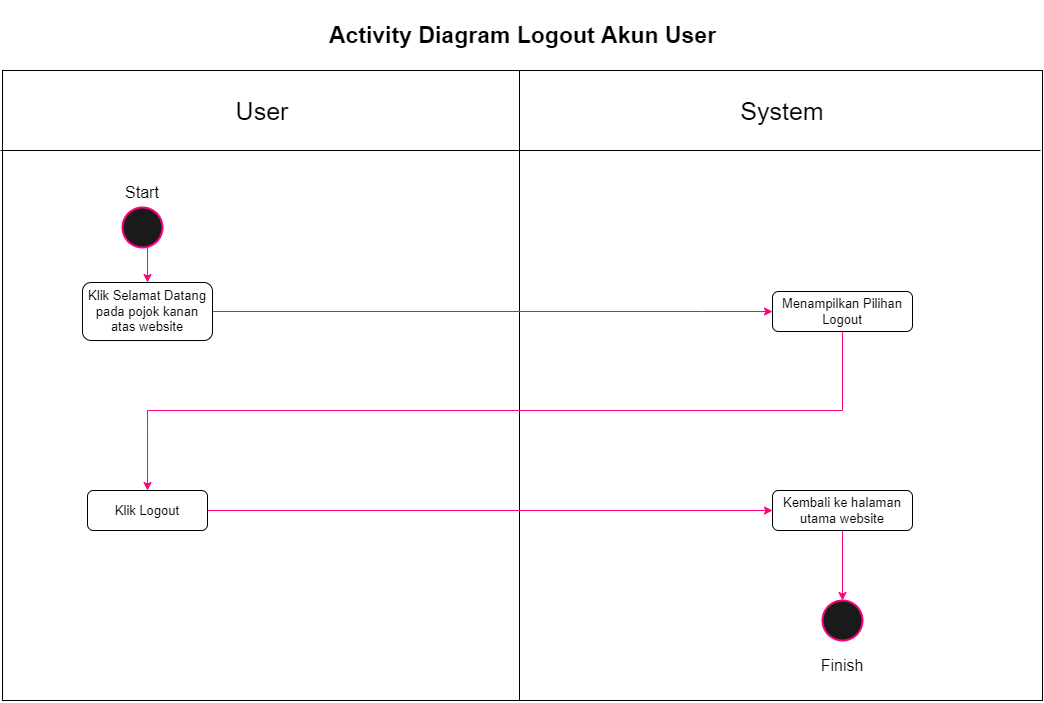 Activity Diagram Logout Akun User
User
System
Start
Klik Selamat Datang
pada pojok kanan
atas website
Menampilkan Pilihan
Logout
Klik Logout
Kembali ke halaman
utama website
Finish